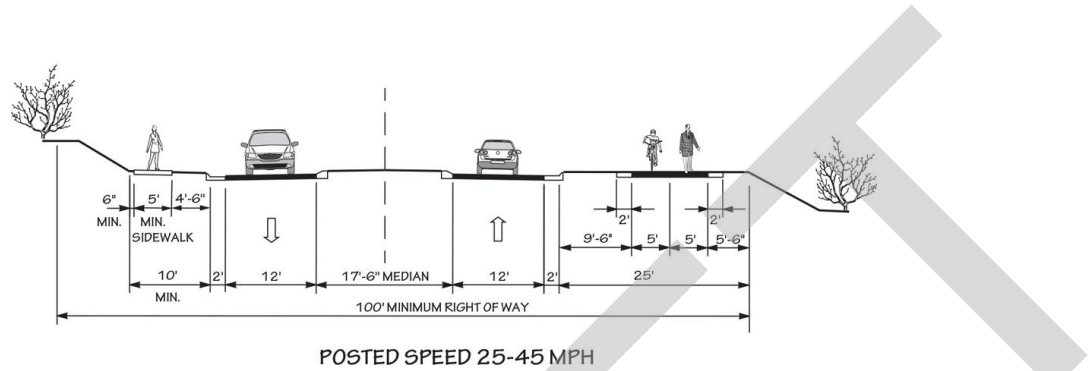 6" 5' 4'-6"
MIN. MIN.
SIDEWALK
2' 2'
9'-6" 5' 5' 5'-6"
10' 2' 12' 17'-6" MEDIAN 12' 2' 25'
MIN.
100' MINIMUM RIGHT OF WAY
POSTED SPEED 25-45 MPH